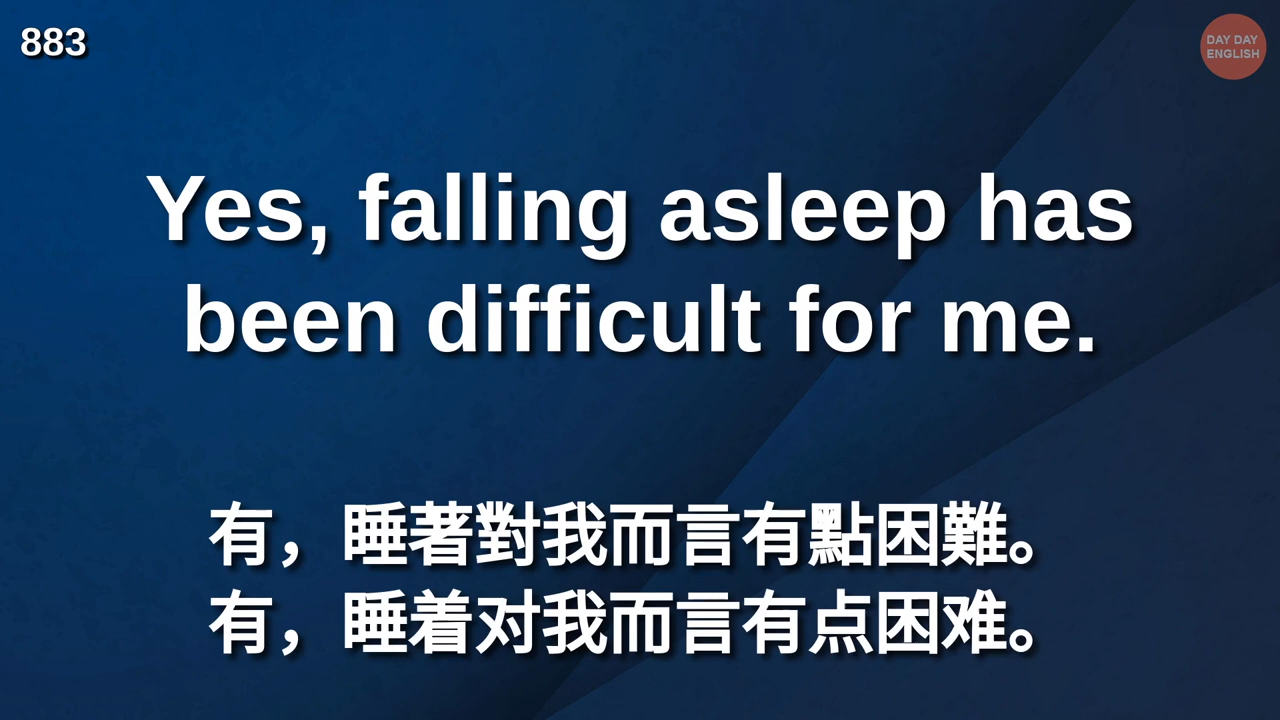 883
DAY DAY
ENGLISH
Yes, falling asleep has
been difficult for me.
有，睡著對我而言有點困難。
有，睡着对我而言有点困难。